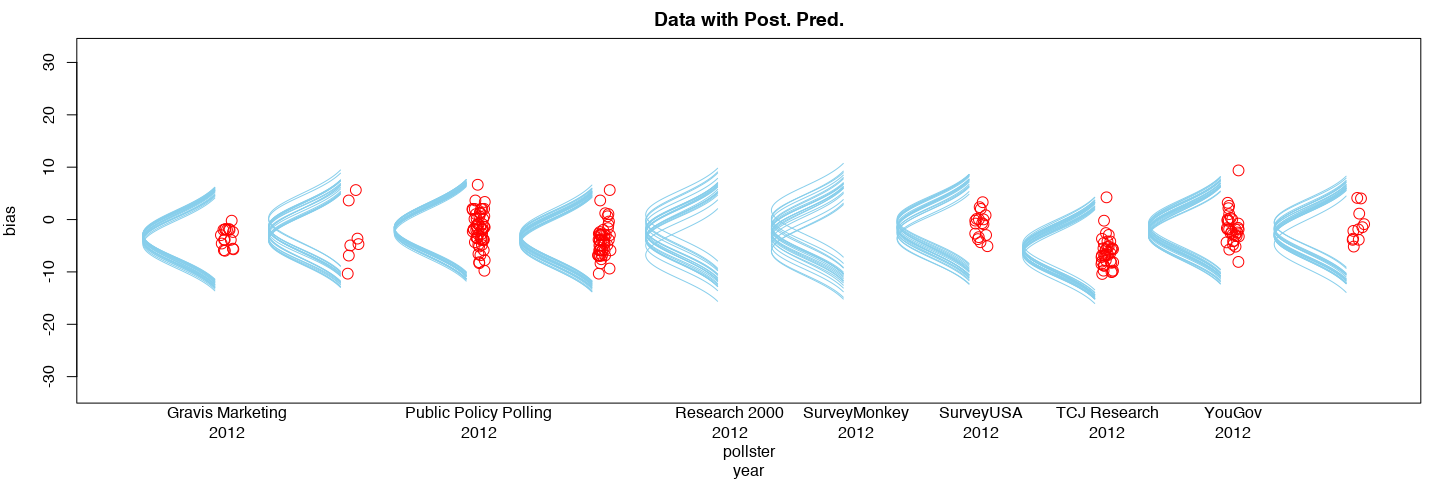 Data with Post. Pred.
bias
30
20
10
0
-10
-20
-30
Gravis Marketing Public Policy Polling Research 2000 SurveyMonkey SurveyUSA TCJ Research YouGov
2012 2012 2012 2012 2012 2012 2012
pollster
year